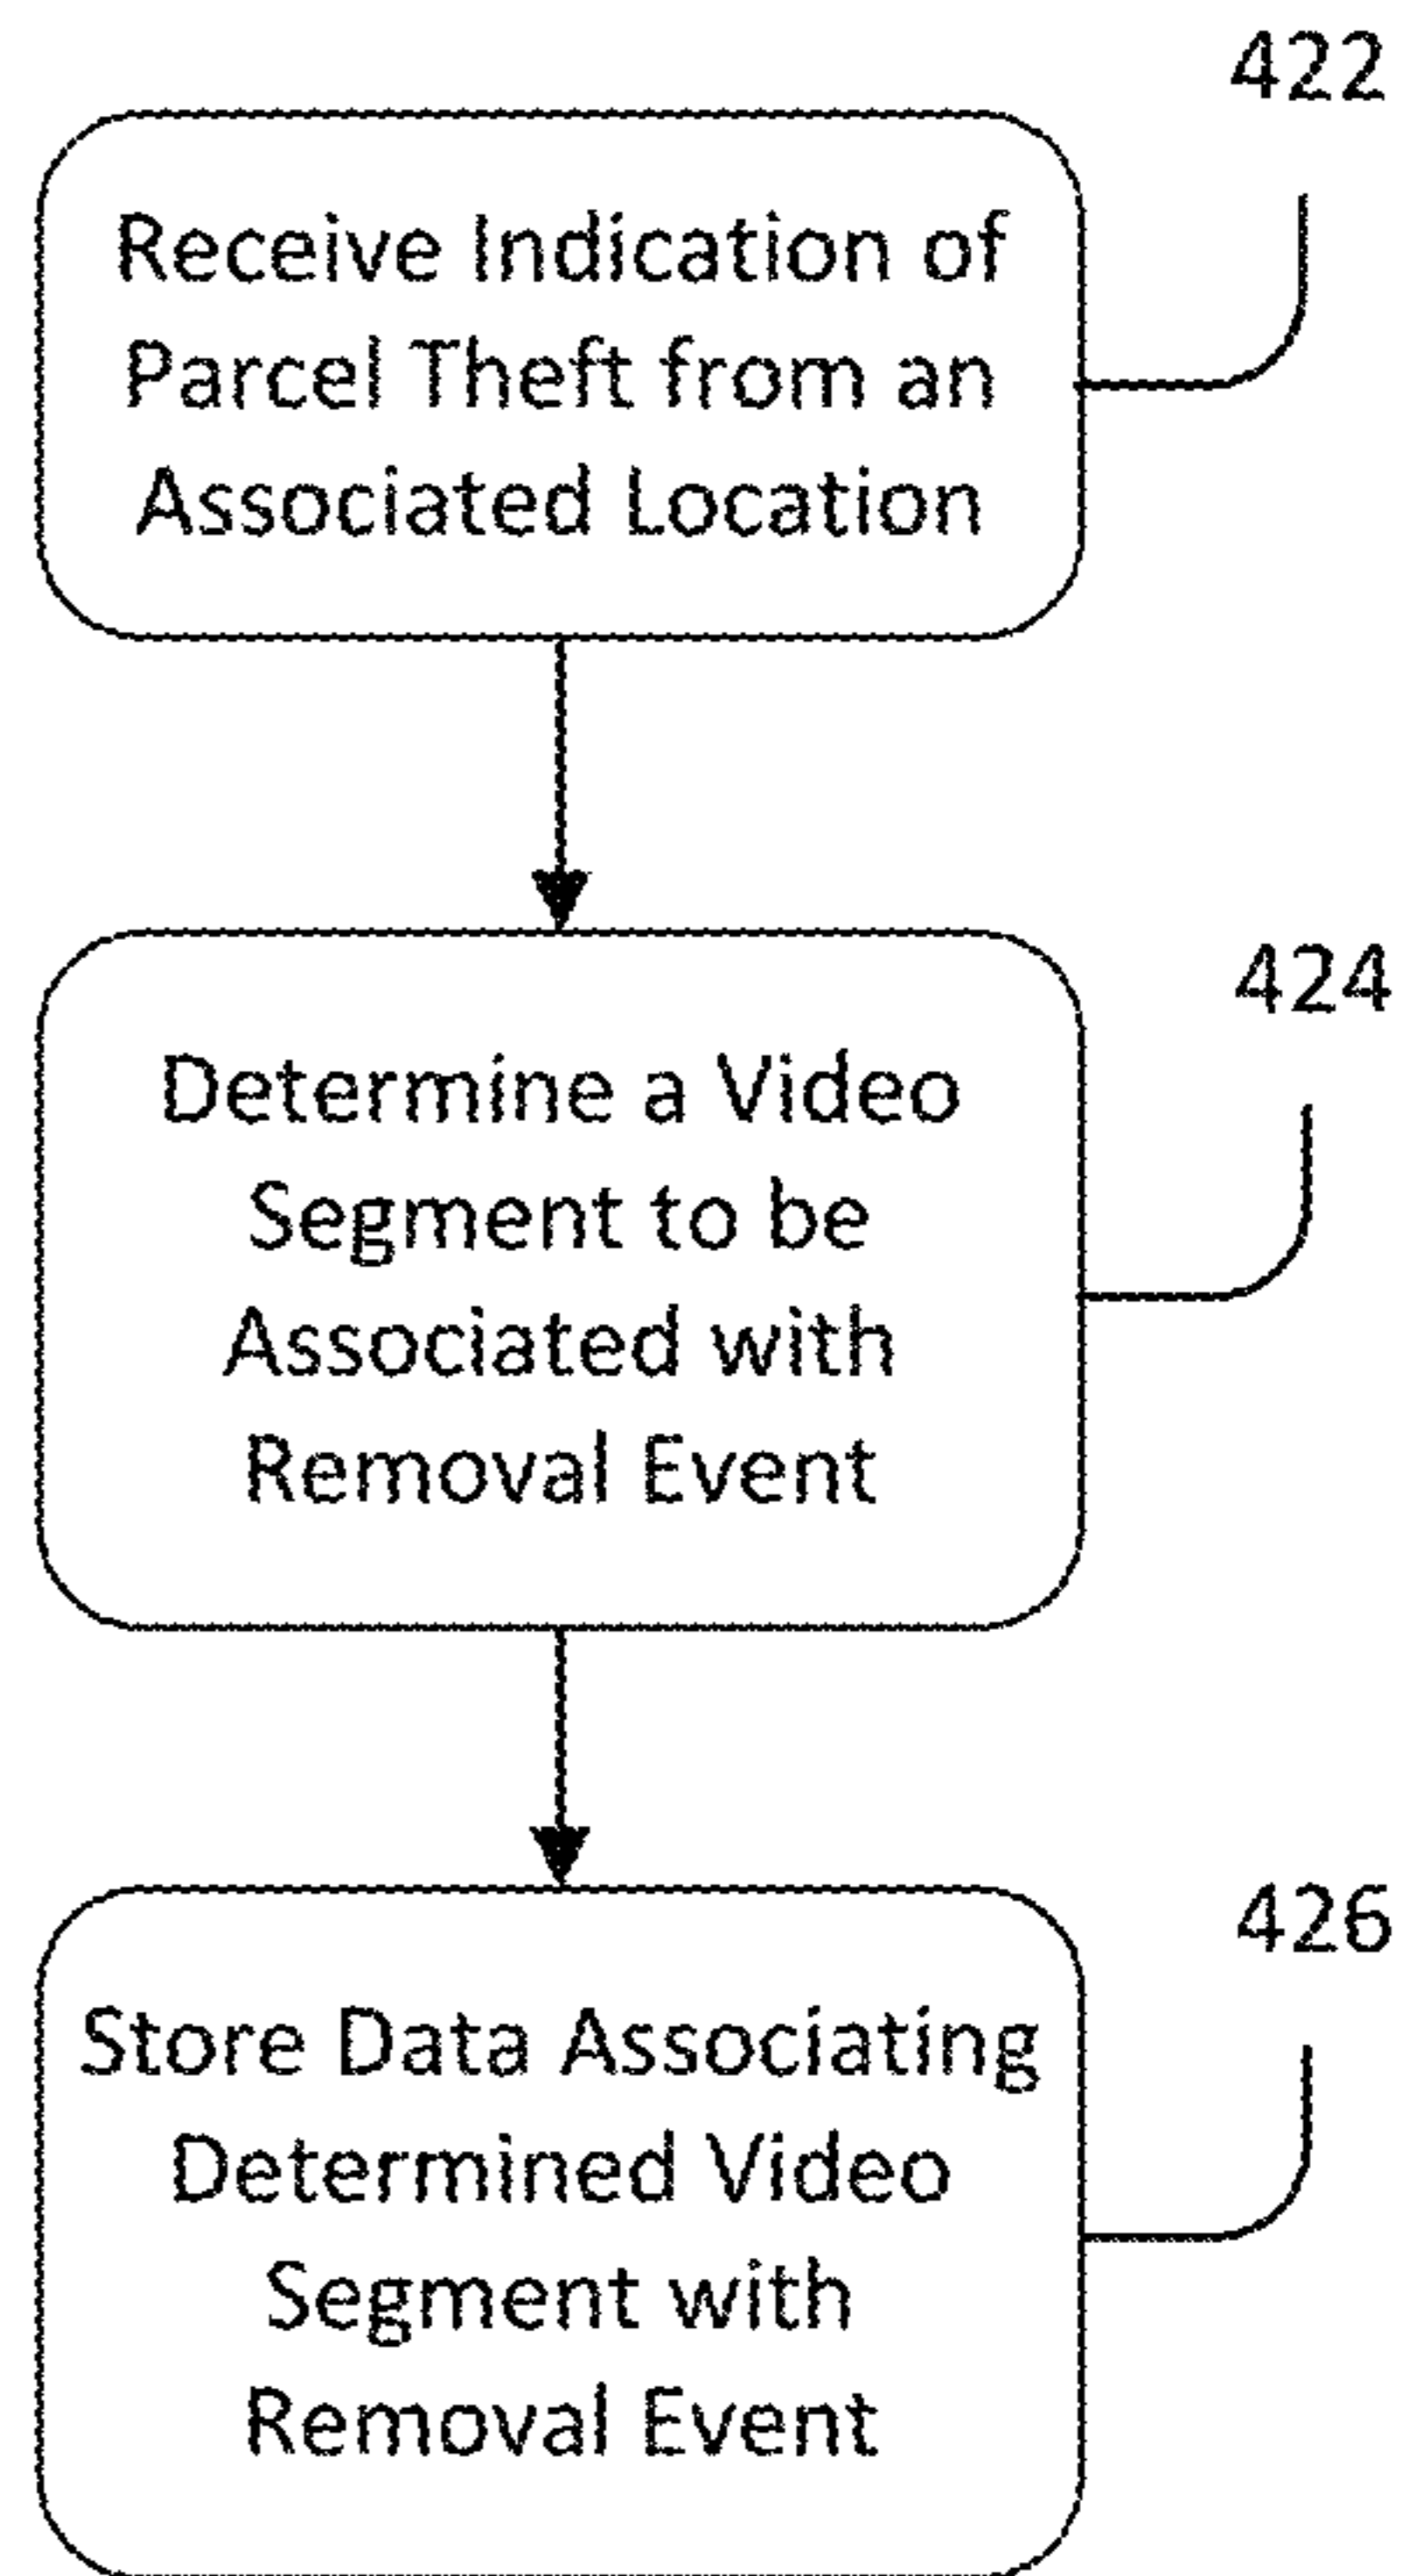 422
Receive Indication of
Parcel Theft from an
Associated Location
424
Determine a Video
Segment to be
Associated with
Removal Event
426
Store Data Associating
Determined Video
Segment with
Removal Event